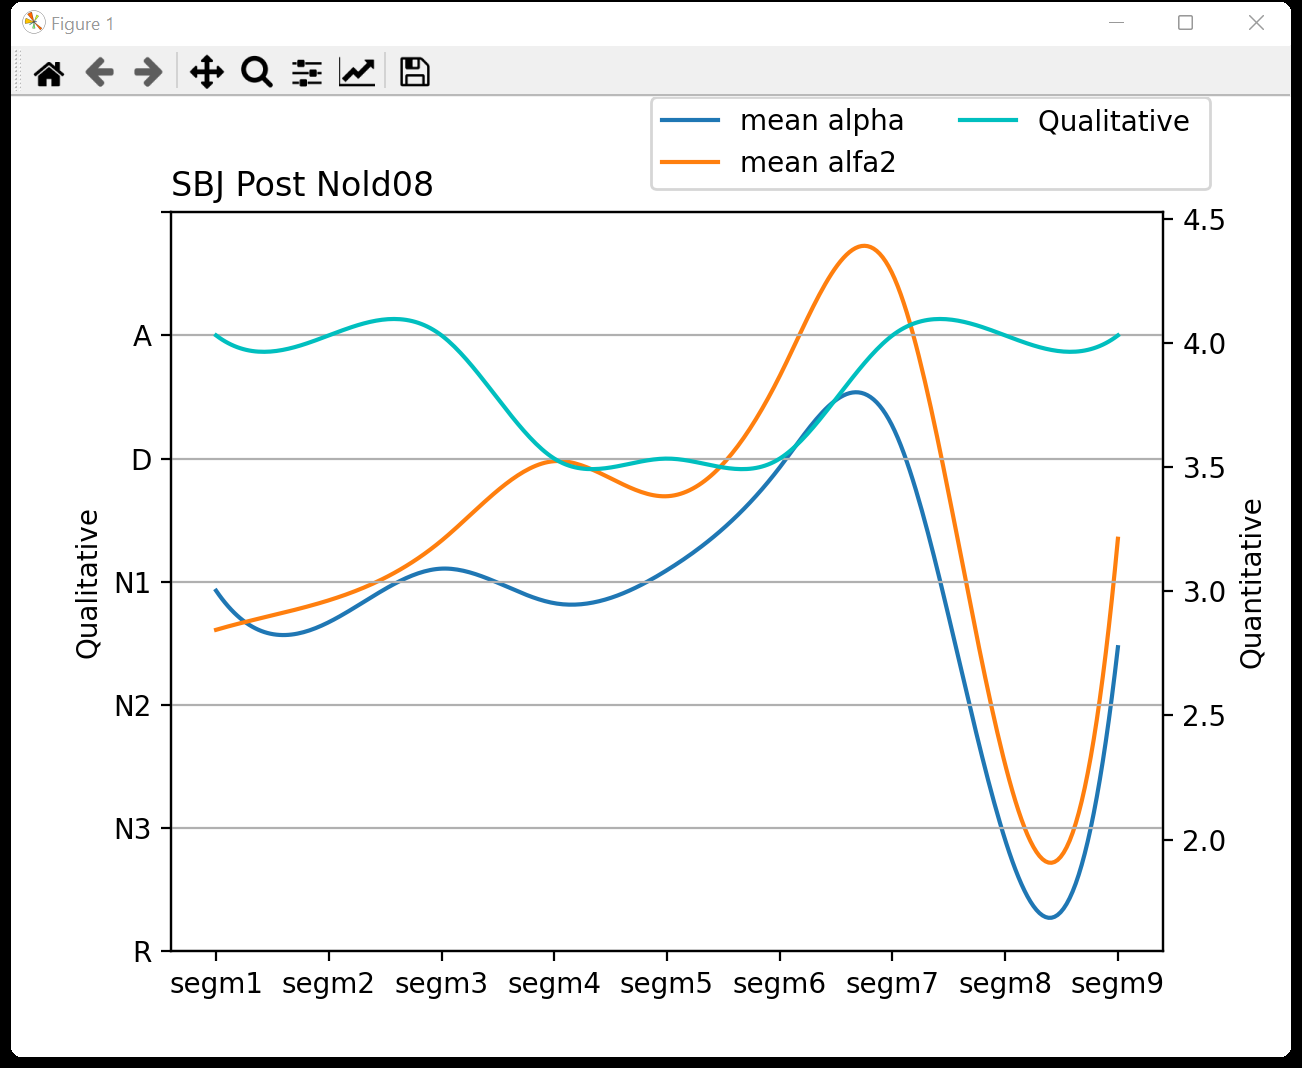 Figure 1
mean alpha
mean alfa2
Qualitative
SBJ Post Nold08
Qualitative
A
D
N1
N2
N3
R
4.5
4.0
3.5
3.0
2.5
2.0
Quantitative
segm1 segm2 segm3 segm4 segm5 segm6 segm7 segm8 segm9